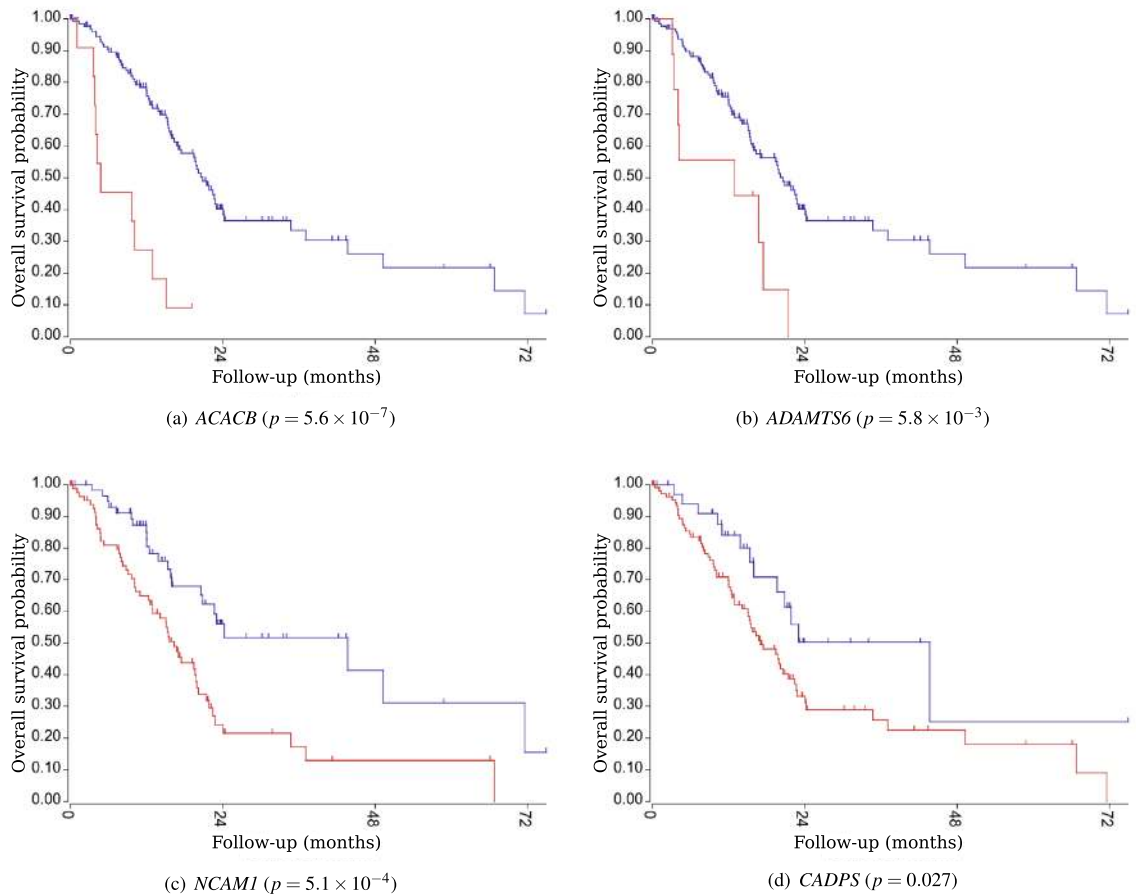 Overall survival probability
1.00
0.90
0.80
0.70
0.60
0.50
0.40
0.30
0.20
0.10
0.00
0 24 48 72
Follow-up (months)
(a) ACACB (p = 5.6 × 10⁻⁷)
Overall survival probability
1.00
0.90
0.80
0.70
0.60
0.50
0.40
0.30
0.20
0.10
0.00
0 24 48 72
Follow-up (months)
(b) ADAMTS6 (p = 5.8 × 10⁻³)
Overall survival probability
1.00
0.90
0.80
0.70
0.60
0.50
0.40
0.30
0.20
0.10
0.00
0 24 48 72
Follow-up (months)
(c) NCAM1 (p = 5.1 × 10⁻⁴)
Overall survival probability
1.00
0.90
0.80
0.70
0.60
0.50
0.40
0.30
0.20
0.10
0.00
0 24 48 72
Follow-up (months)
(d) CADPS (p = 0.027)